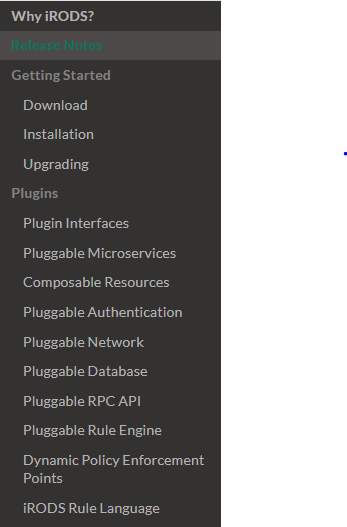 Why iRODS?
Release Notes
Getting Started
Download
Installation
Upgrading
Plugins
Plugin Interfaces
Pluggable Microservices
Composable Resources
Pluggable Authentication
Pluggable Network
Pluggable Database
Pluggable RPC API
Pluggable Rule Engine
Dynamic Policy Enforcement
Points
iRODS Rule Language